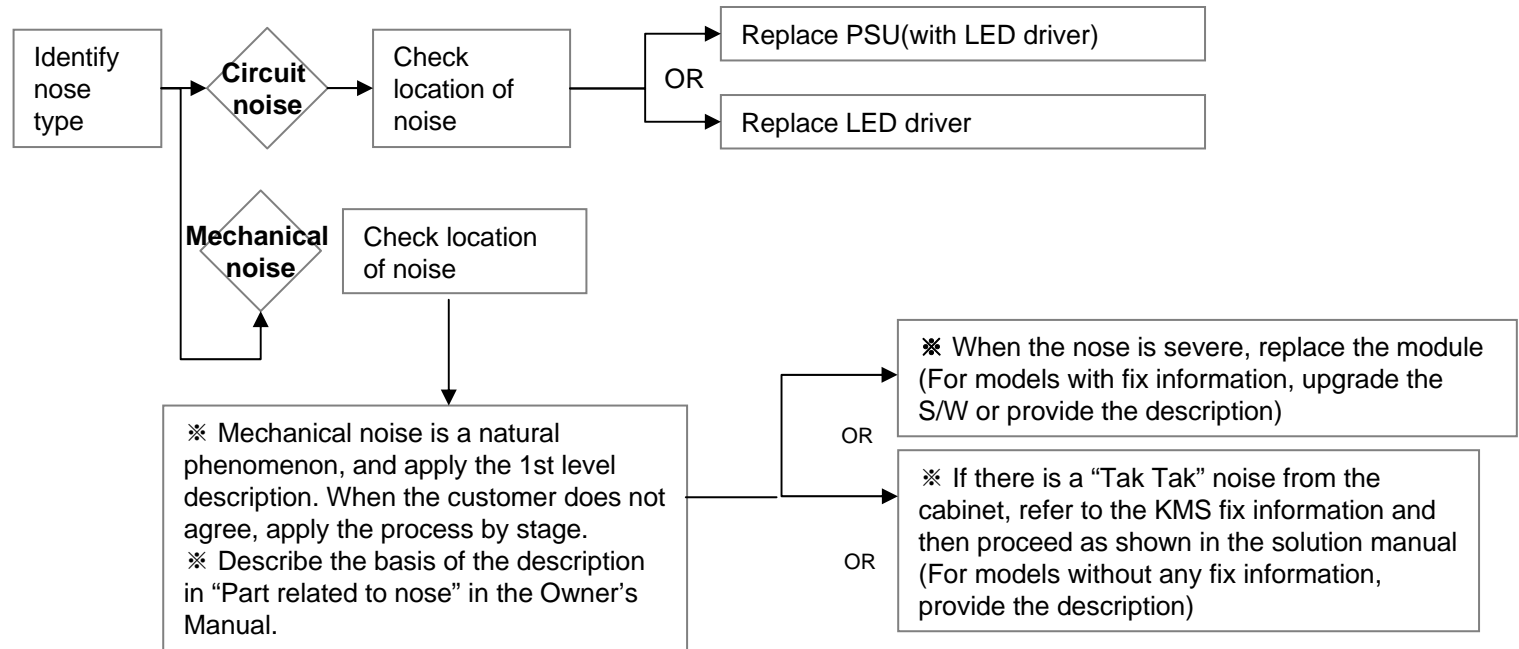 Identify
nose
type
Circuit
noise
Check
location of
noise
Replace PSU(with LED driver)
OR
Replace LED driver
Mechanical
noise
Check location
of noise
※ Mechanical noise is a natural
phenomenon, and apply the 1st level
description. When the customer does not
agree, apply the process by stage.
※ Describe the basis of the description
in “Part related to nose” in the Owner’s
Manual.
※ When the nose is severe, replace the module
(For models with fix information, upgrade the
S/W or provide the description)
OR
※ If there is a “Tak Tak” noise from the
cabinet, refer to the KMS fix information and
then proceed as shown in the solution manual
(For models without any fix information,
provide the description)
OR